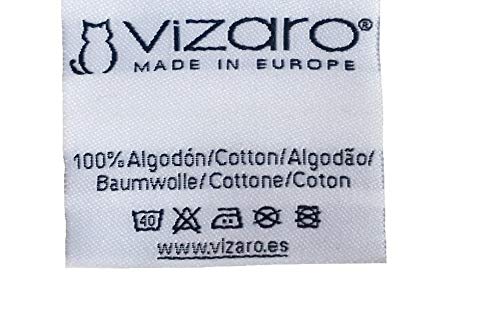 vizaro®
MADE IN EUROPE
100% Algodón/Cotton/Algodão/
Baumwolle/Cottone/Coton
40
www.vizaro.es